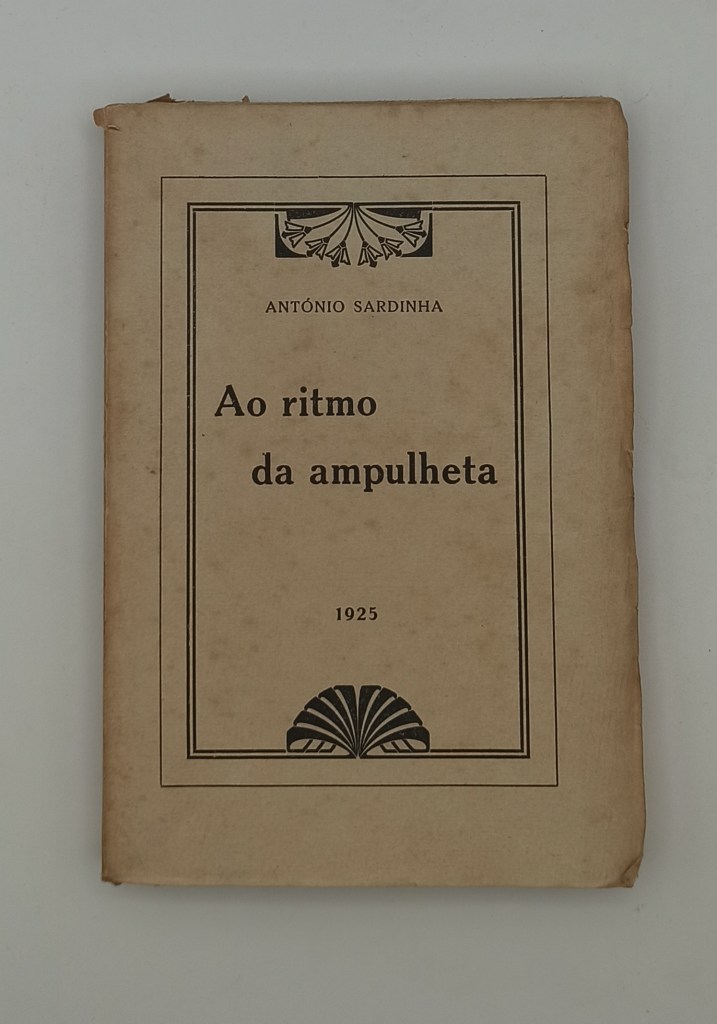 ANTÓNIO SARDINHA
Ao ritmo
da ampulheta
1925